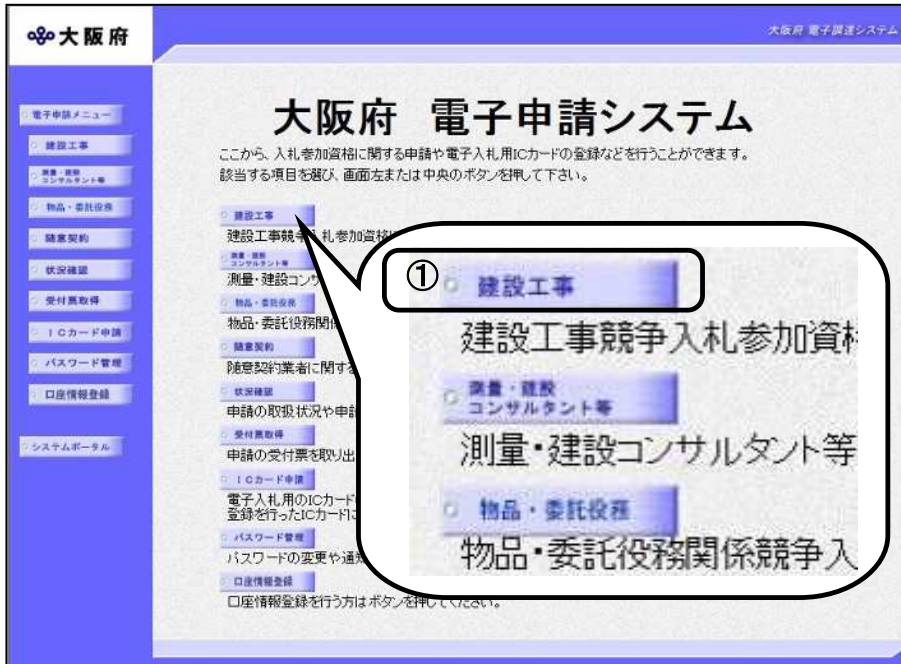 大阪府
大阪府 電子調達システム
電子申請メニュー
建設工事
測量・建設
コンサルタント等
物品・委託役務
随意契約
状況確認
受付票取得
ICカード申請
パスワード管理
口座情報登録
システムポータル
大阪府 電子申請システム
ここから、入札参加資格に関する申請や電子入札用ICカードの登録などを行うことができます。
該当する項目を選び、画面左または中央のボタンを押して下さい。
建設工事
建設工事競争入札参加資格
測量・建設
コンサルタント等
測量・建設コンサ
物品・委託役務
物品・委託役務関係
随意契約
随意契約業者に関する
状況確認
申請の取扱状況や申請
受付票取得
申請の受付票を取り出
ICカード申請
電子入札用のICカード
登録を行ったICカードに
パスワード管理
パスワードの変更や通知
口座情報登録
口座情報登録を行う方はボタンを押してください。
① 建設工事
建設工事競争入札参加資格
測量・建設
コンサルタント等
測量・建設コンサルタント等
物品・委託役務
物品・委託役務関係競争入